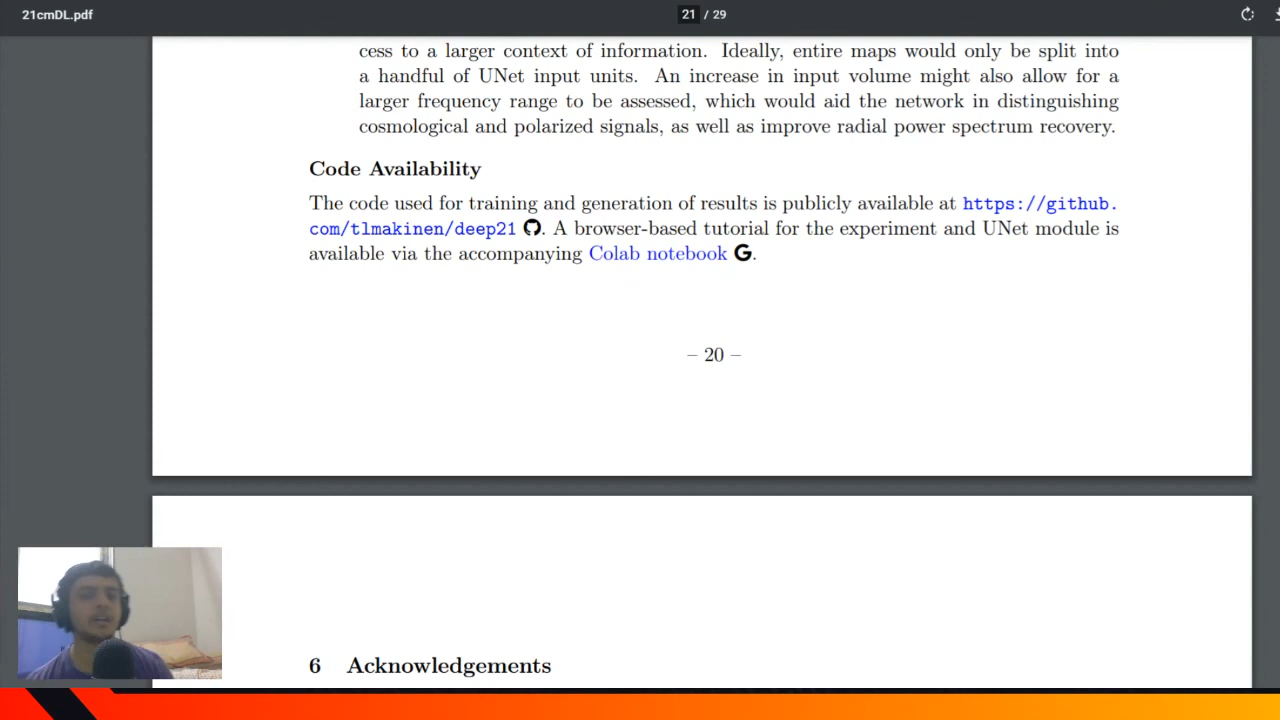 21cmDL.pdf
21 / 29
cess to a larger context of information. Ideally, entire maps would only be split into
a handful of UNet input units. An increase in input volume might also allow for a
larger frequency range to be assessed, which would aid the network in distinguishing
cosmological and polarized signals, as well as improve radial power spectrum recovery.
Code Availability
The code used for training and generation of results is publicly available at https://github.
com/tlmakinen/deep21 . A browser-based tutorial for the experiment and UNet module is
available via the accompanying Colab notebook G.
– 20 –
6 Acknowledgements